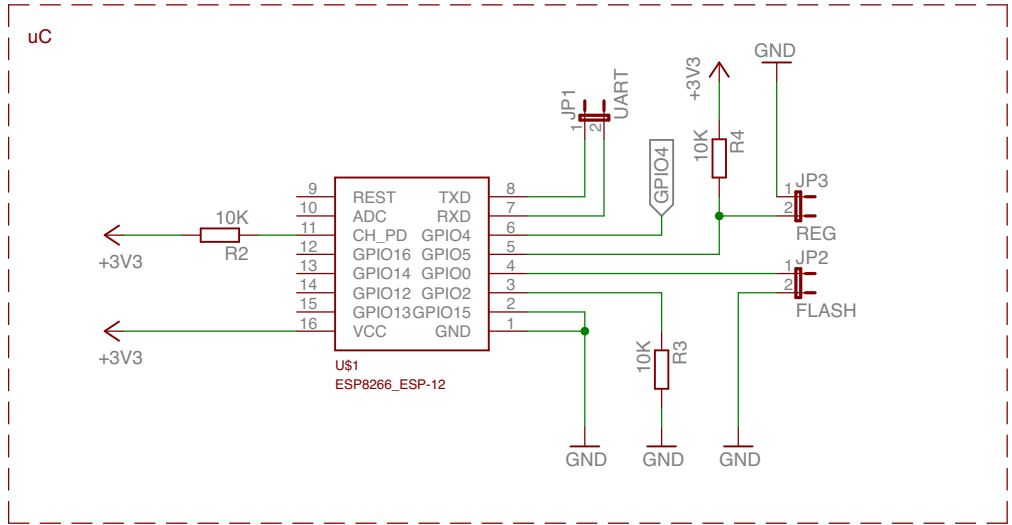 uC
GND
+3V3
JP1
UART
1
2
GPIO4
10K
R4
JP3
1
2
REG
9 REST TXD 8
10 ADC RXD 7
11 CH_PD GPIO4 6
12 GPIO16 GPIO5 5
13 GPIO14 GPIO0 4
14 GPIO12 GPIO2 3
15 GPIO13 GPIO15 2
16 VCC GND 1
10K
R2
+3V3
+3V3
JP2
1
2
FLASH
U$1
ESP8266_ESP-12
10K
R3
GND
GND
GND